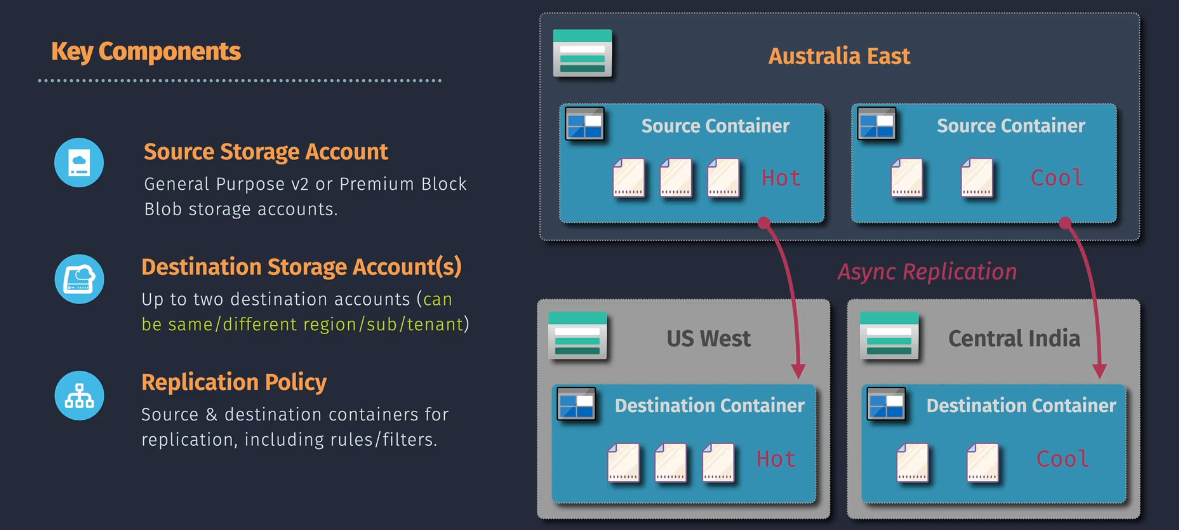 Key Components
Source Storage Account
General Purpose v2 or Premium Block
Blob storage accounts.
Destination Storage Account(s)
Up to two destination accounts (can
be same/different region/sub/tenant)
Replication Policy
Source & destination containers for
replication, including rules/filters.
Australia East
Source Container
Hot
Source Container
Cool
Async Replication
US West
Destination Container
Hot
Central India
Destination Container
Cool